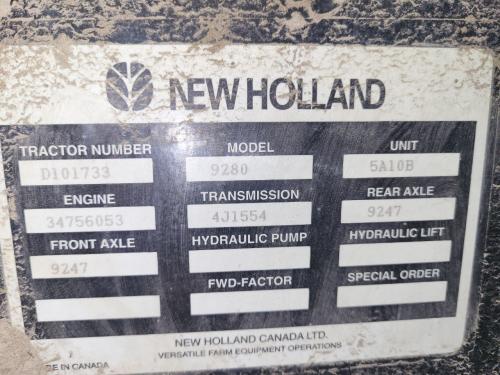 NEW HOLLAND
TRACTOR NUMBER MODEL UNIT
D101733 9280 5A10B
ENGINE TRANSMISSION REAR AXLE
34756053 4J1554 9247
FRONT AXLE HYDRAULIC PUMP HYDRAULIC LIFT
9247
FWD-FACTOR SPECIAL ORDER
NEW HOLLAND CANADA LTD.
VERSATILE FARM EQUIPMENT OPERATIONS
IN CANADA